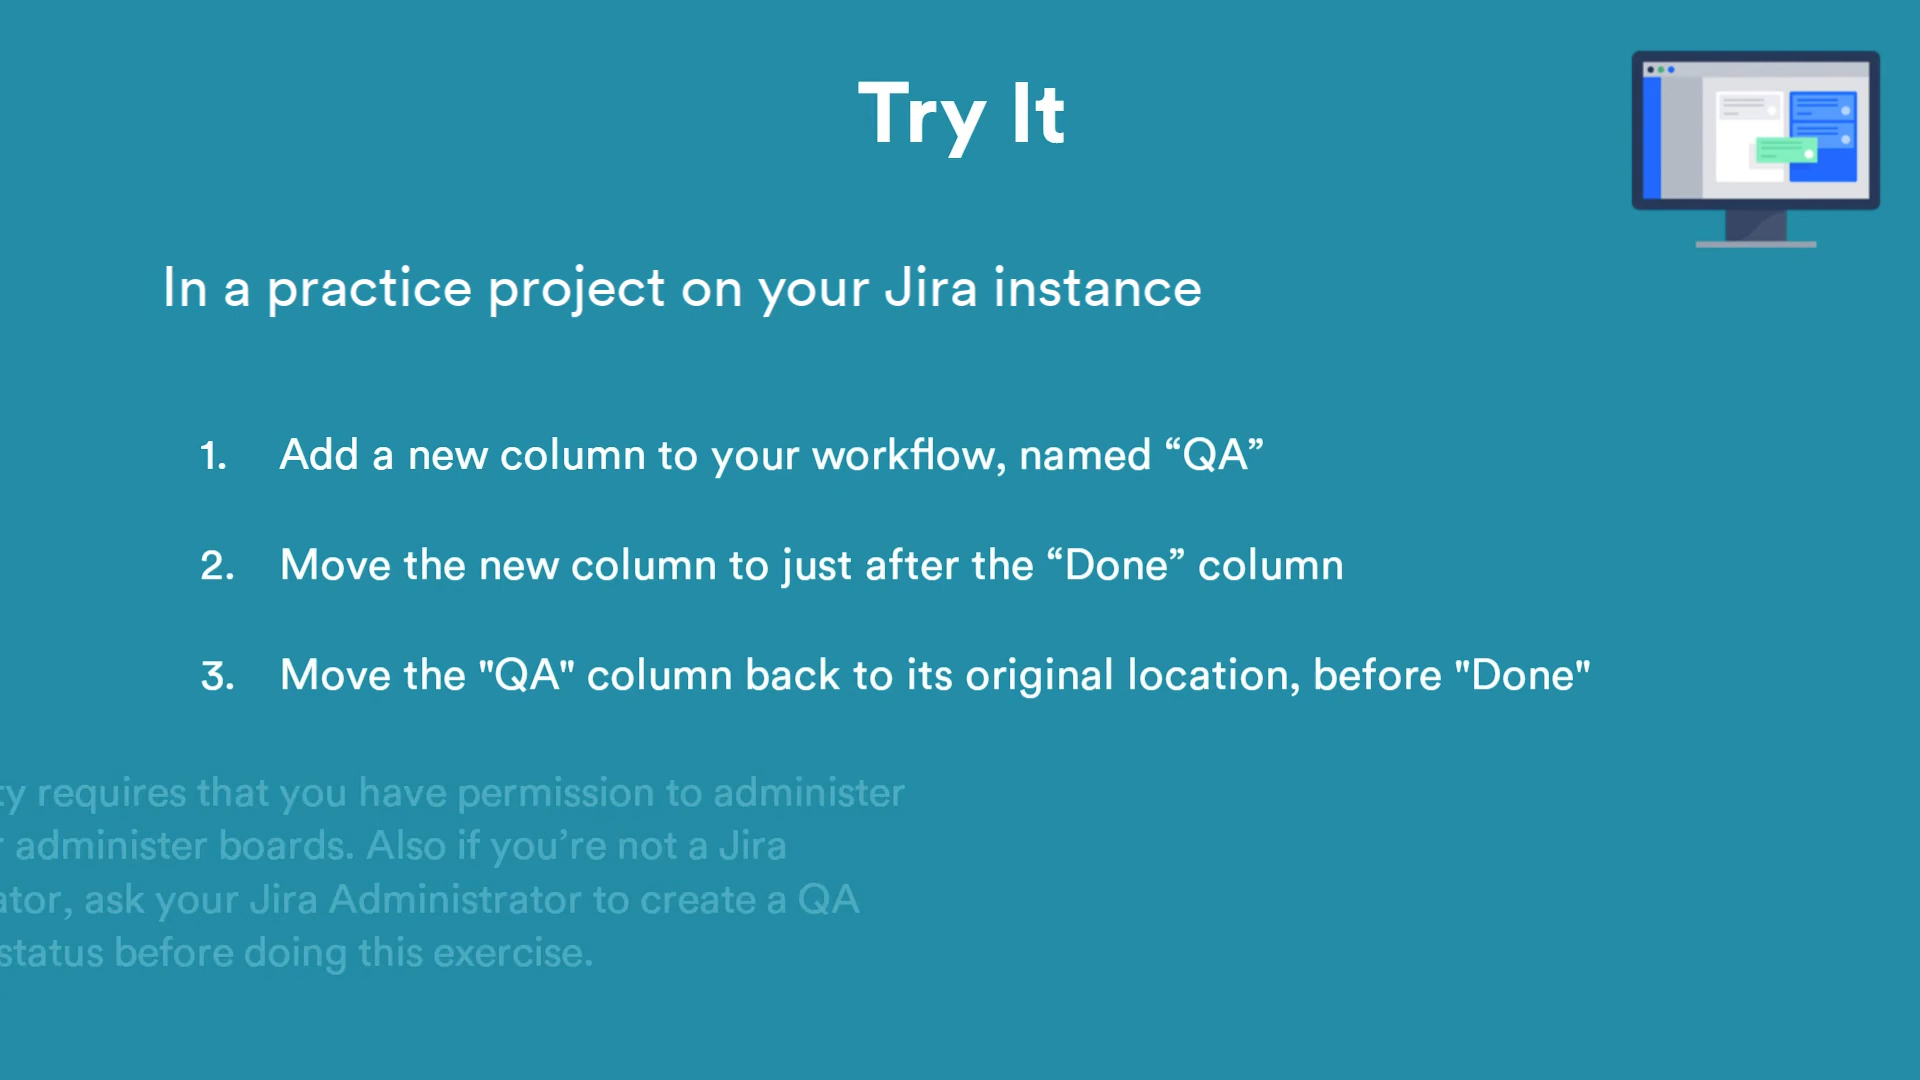 Try It
In a practice project on your Jira instance
1. Add a new column to your workflow, named “QA”
2. Move the new column to just after the “Done” column
3. Move the "QA" column back to its original location, before "Done"
requires that you have permission to administer
administer boards. Also if you’re not a Jira
ask your Jira Administrator to create a QA
status before doing this exercise.